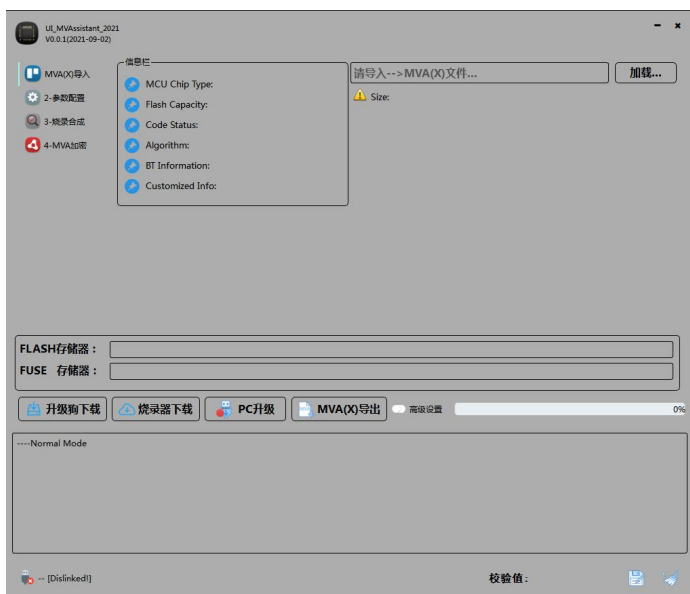 UI_MVAssistant_2021
V0.0.1(2021-09-02)
MVA(X)导入
2-参数配置
3-烧录合成
4-MVA加密
信息栏
MCU Chip Type:
Flash Capacity:
Code Status:
Algorithm:
BT Information:
Customized Info:
请导入-->MVA(X)文件...
加载...
Size:
FLASH存储器：
FUSE 存储器：
升级狗下载
烧录器下载
PC升级
MVA(X)导出
高级设置
0%
----Normal Mode
-- [Dislinked!]
校验值: